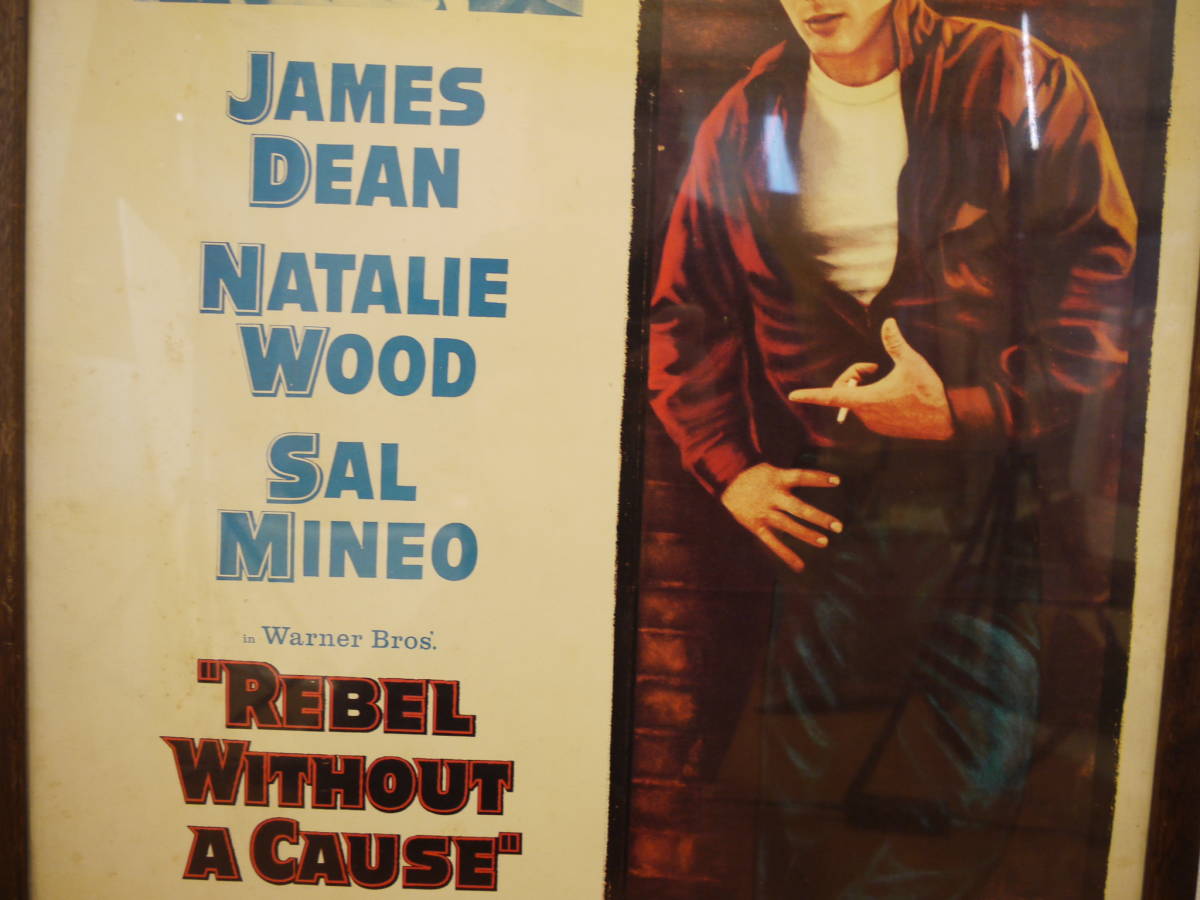 JAMES
DEAN
NATALIE
WOOD
SAL
MINEO
in Warner Bros'.
"REBEL
WITHOUT
A CAUSE"